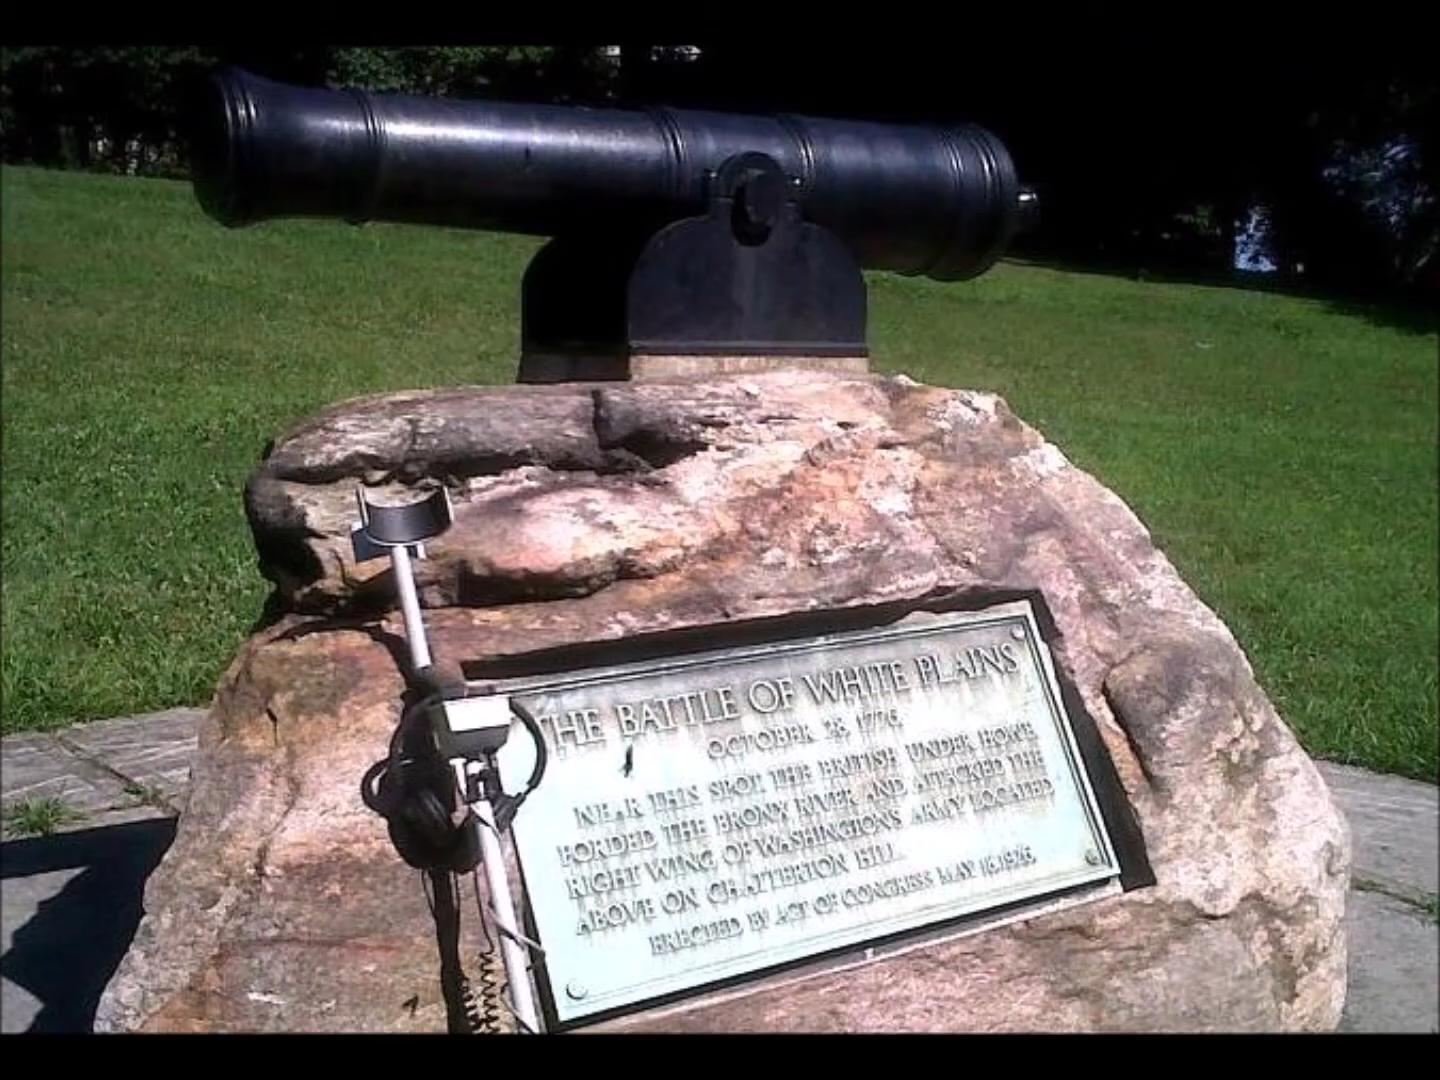 THE BATTLE OF WHITE PLAINS
OCTOBER 28, 1776
NEAR THIS SPOT THE BRITISH UNDER HOWE
FORDED THE BRONX RIVER AND ATTACKED THE
RIGHT WING OF WASHINGTON'S ARMY LOCATED
ABOVE ON CHATTERTON HILL
ERECTED BY ACT OF CONGRESS MAY 18, 1926